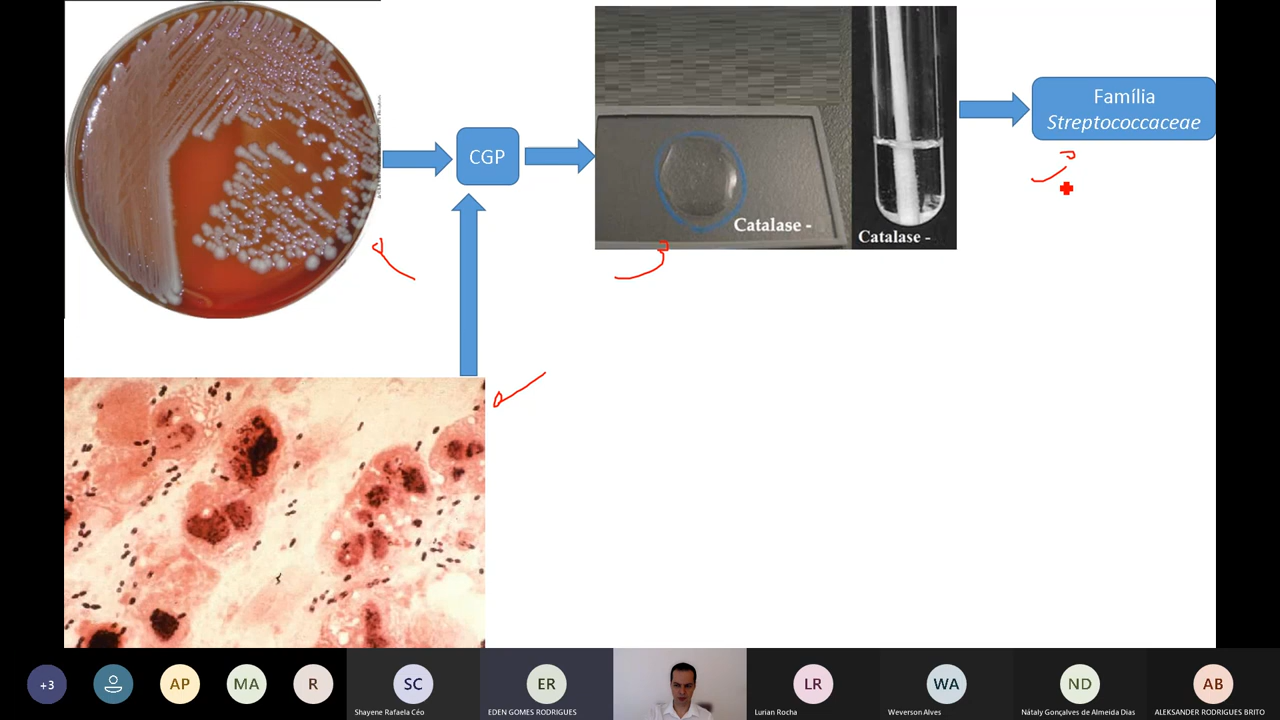 CGP
Catalase -
Catalase -
Família
Streptococcaceae
+3
AP
MA
R
SC
Shayene Rafaela Céo
ER
EDEN GOMES RODRIGUES
LR
Lurian Rocha
WA
Weverson Alves
ND
Nátaly Gonçalves de Almeida Dias
AB
ALEKSANDER RODRIGUES BRITO